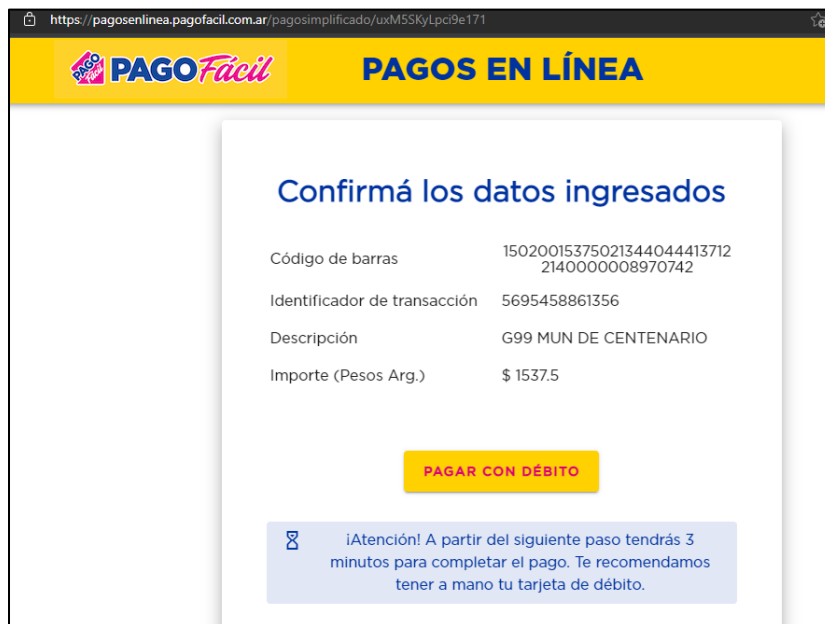 https://pagosenlinea.pagofacil.com.ar/pagosimplificado/uxM5SKyLpci9e171
PAGO Fácil PAGO Fácil PAGOS EN LÍNEA
Confirmá los datos ingresados
Código de barras 15020015375021344044413712
2140000008970742
Identificador de transacción 5695458861356
Descripción G99 MUN DE CENTENARIO
Importe (Pesos Arg.) $ 1537.5
PAGAR CON DÉBITO
¡Atención! A partir del siguiente paso tendrás 3
minutos para completar el pago. Te recomendamos
tener a mano tu tarjeta de débito.